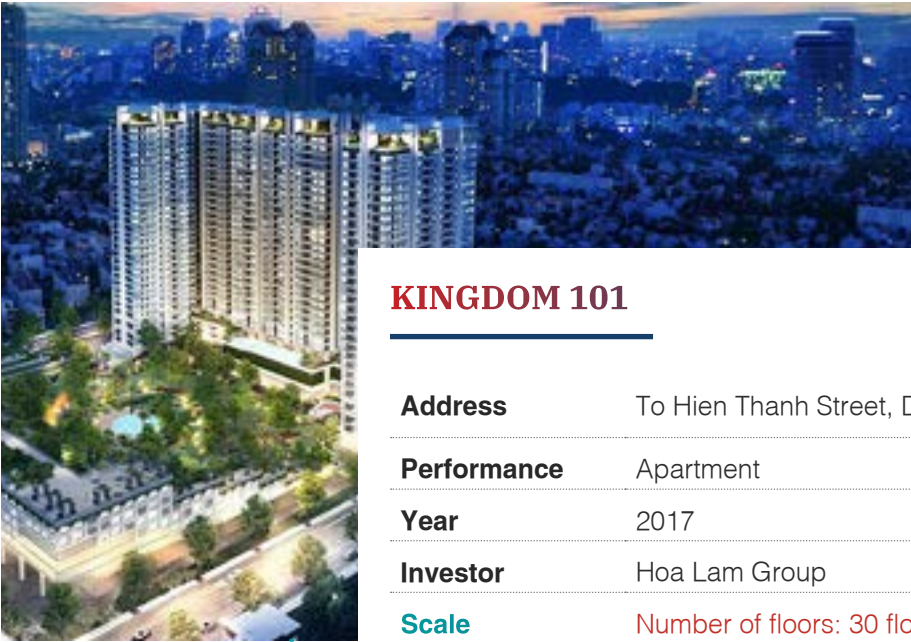 KINGDOM 101
Address To Hien Thanh Street,
Performance Apartment
Year 2017
Investor Hoa Lam Group
Scale Number of floors: 30